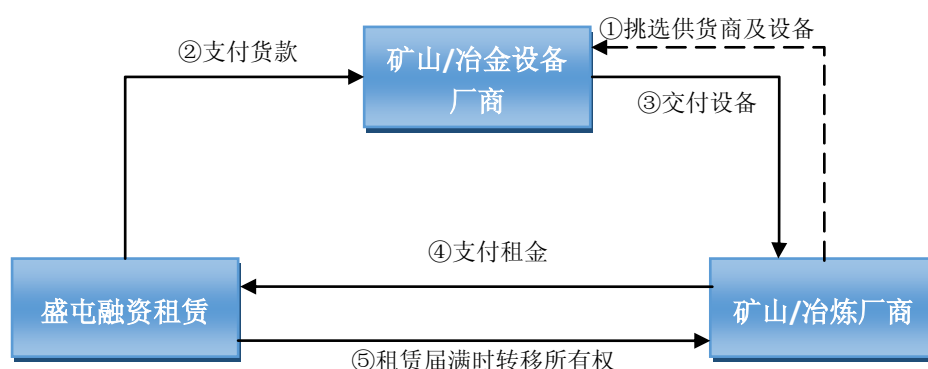 ①挑选供货商及设备
②支付货款
矿山/冶金设备
厂商
③交付设备
④支付租金
盛屯融资租赁
矿山/冶炼厂商
⑤租赁届满时转移所有权